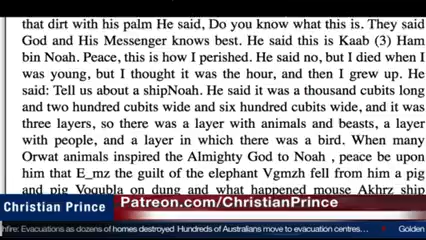 that dirt with his palm He said, Do you know what this is. They said
God and His Messenger knows best. He said this is Kaab (3) Ham
bin Noah. Peace, this is how I perished. He said no, but I died when I
was young, but I thought it was the hour, and then I grew up. He
said: Tell us about a shipNoah. He said it was a thousand cubits long
and two hundred cubits wide and six hundred cubits wide, and it was
three layers, so there was a layer with animals and beasts, a layer
with people, and a layer in which there was a bird. When many
Orwat animals inspired the Almighty God to Noah , peace be upon
him that E_mz the guilt of the elephant Vgmzh fell from him a pig
and pig Voqubla on dung and what happened mouse Akhrz ship
Christian Prince
Patreon.com/ChristianPrince
hfire: Evacuations as dozens of homes destroyed Hundreds of Australians move to evacuation centres... Golden